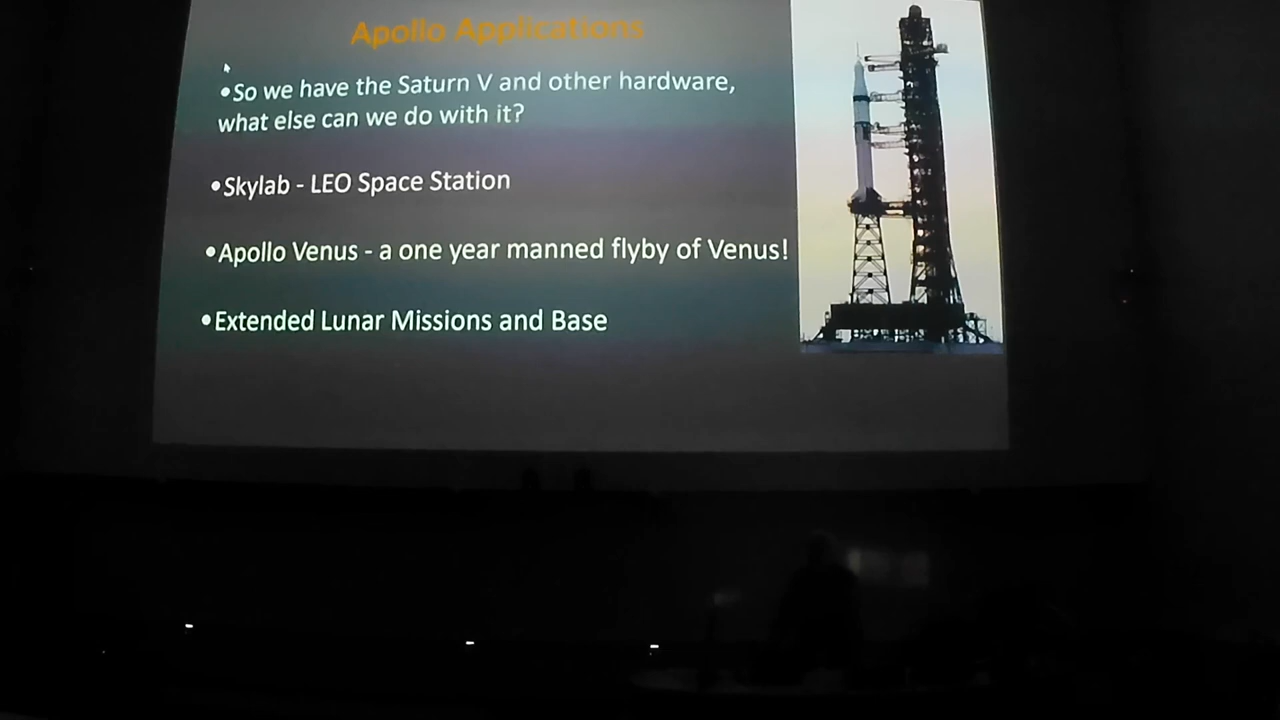 Apollo Applications
•So we have the Saturn V and other hardware,
what else can we do with it?
•Skylab - LEO Space Station
•Apollo Venus - a one year manned flyby of Venus!
•Extended Lunar Missions and Base